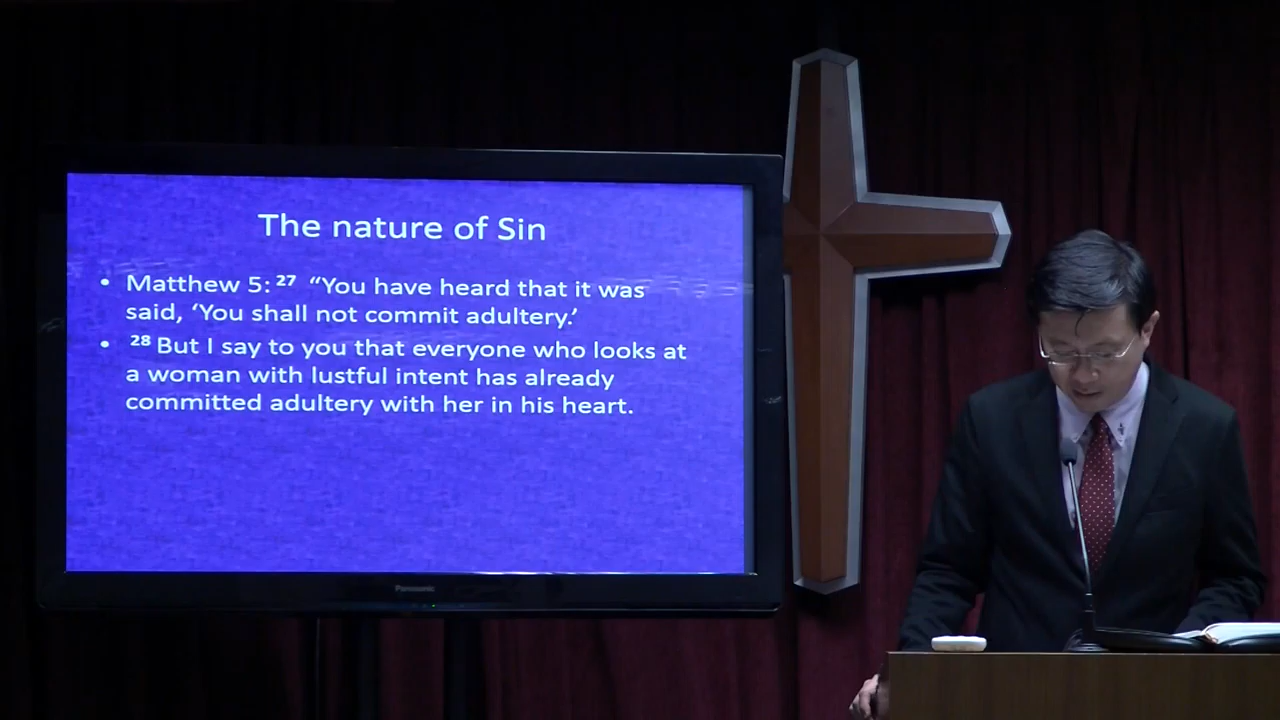 The nature of Sin
• Matthew 5: 27 “You have heard that it was
said, ‘You shall not commit adultery.’
• 28 But I say to you that everyone who looks at
a woman with lustful intent has already
committed adultery with her in his heart.
Panasonic